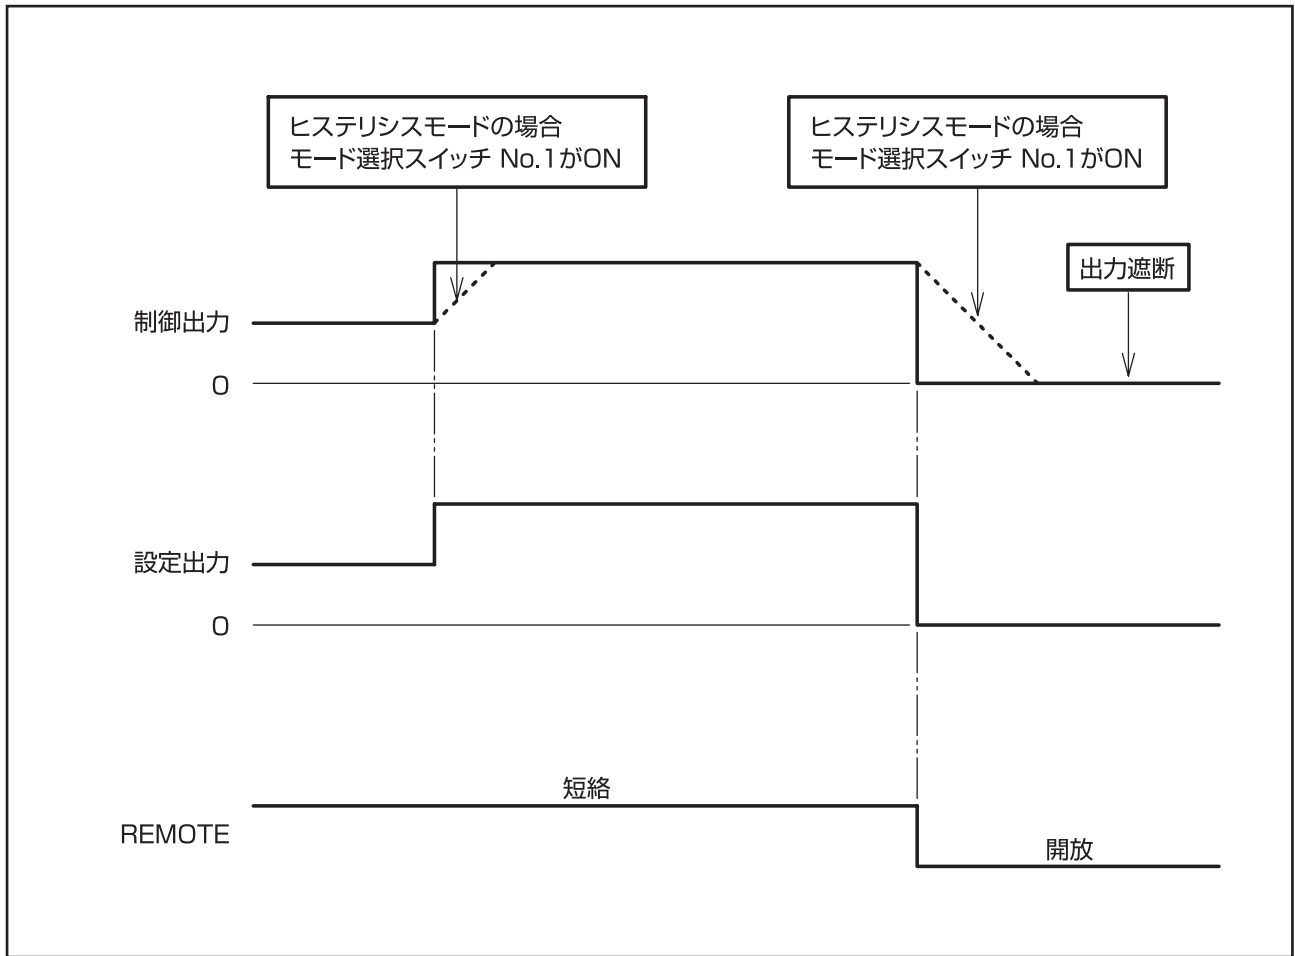 ヒステリシスモードの場合
モード選択スイッチ No.1がON
ヒステリシスモードの場合
モード選択スイッチ No.1がON
出力遮断
制御出力
0
設定出力
0
短絡
REMOTE
開放